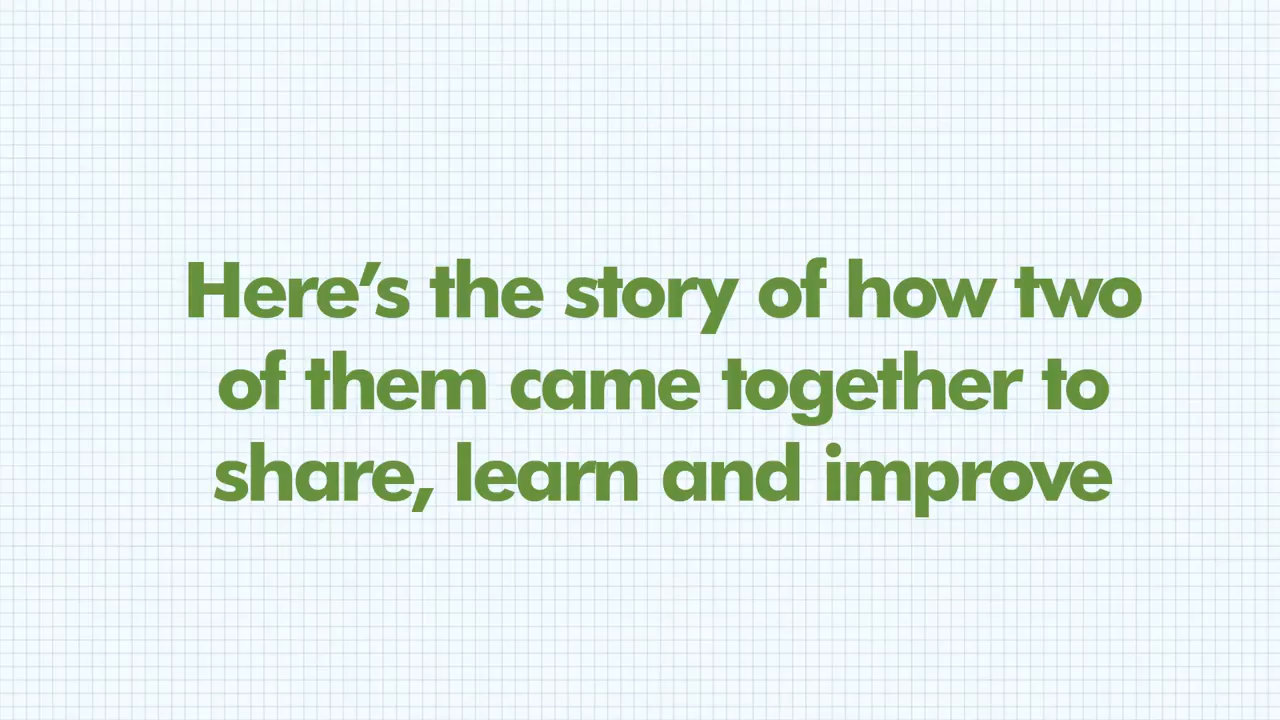 Here’s the story of how two
of them came together to
share, learn and improve